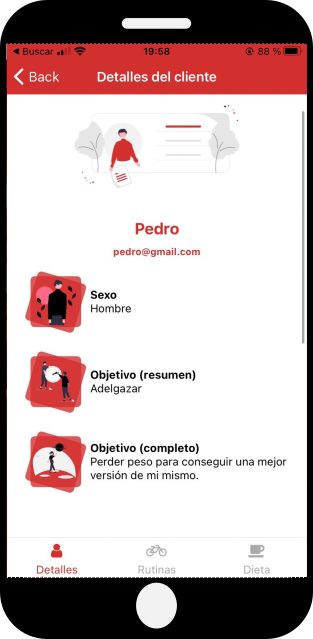 Buscar 19:58 88 %
Back Detalles del cliente
Pedro
pedro@gmail.com
Sexo
Hombre
Objetivo (resumen)
Adelgazar
Objetivo (completo)
Perder peso para conseguir una mejor
versión de mi mismo.
Detalles Rutinas Dieta